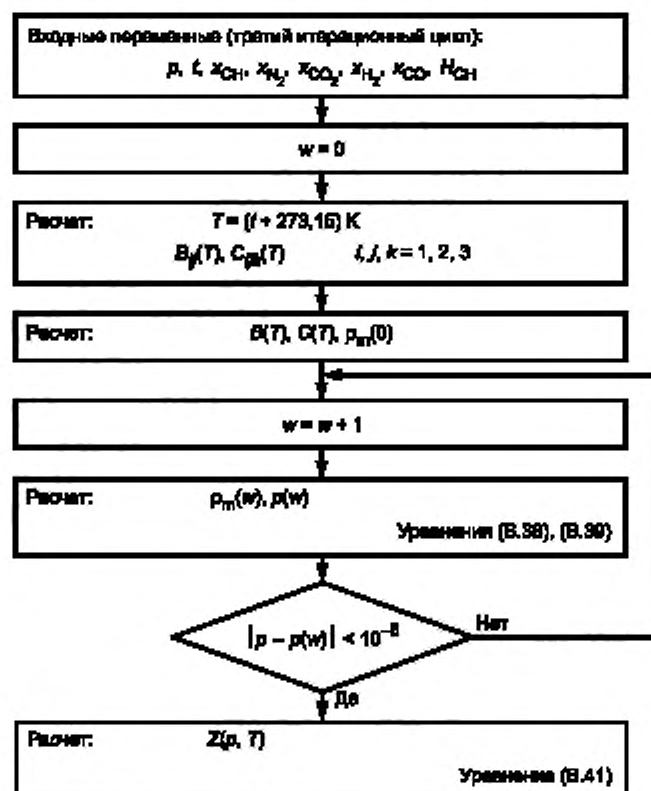 Входные переменные (третий итерационный цикл):
p, t, x_CH, x_N2, x_CO2, x_H2, x_CO, H_CH
w = 0
Расчет: T = (t + 273,15) K
B_ij(T), C_ijk(T) i, j, k = 1, 2, 3
Расчет: B(T), C(T), ρ_m(0)
w = w + 1
Расчет: ρ_m(w), p(w)
Уравнения (B.38), (B.39)
|p – p(w)| < 10⁻⁶ Нет
Да
Расчет: Z(p, T)
Уравнение (B.41)